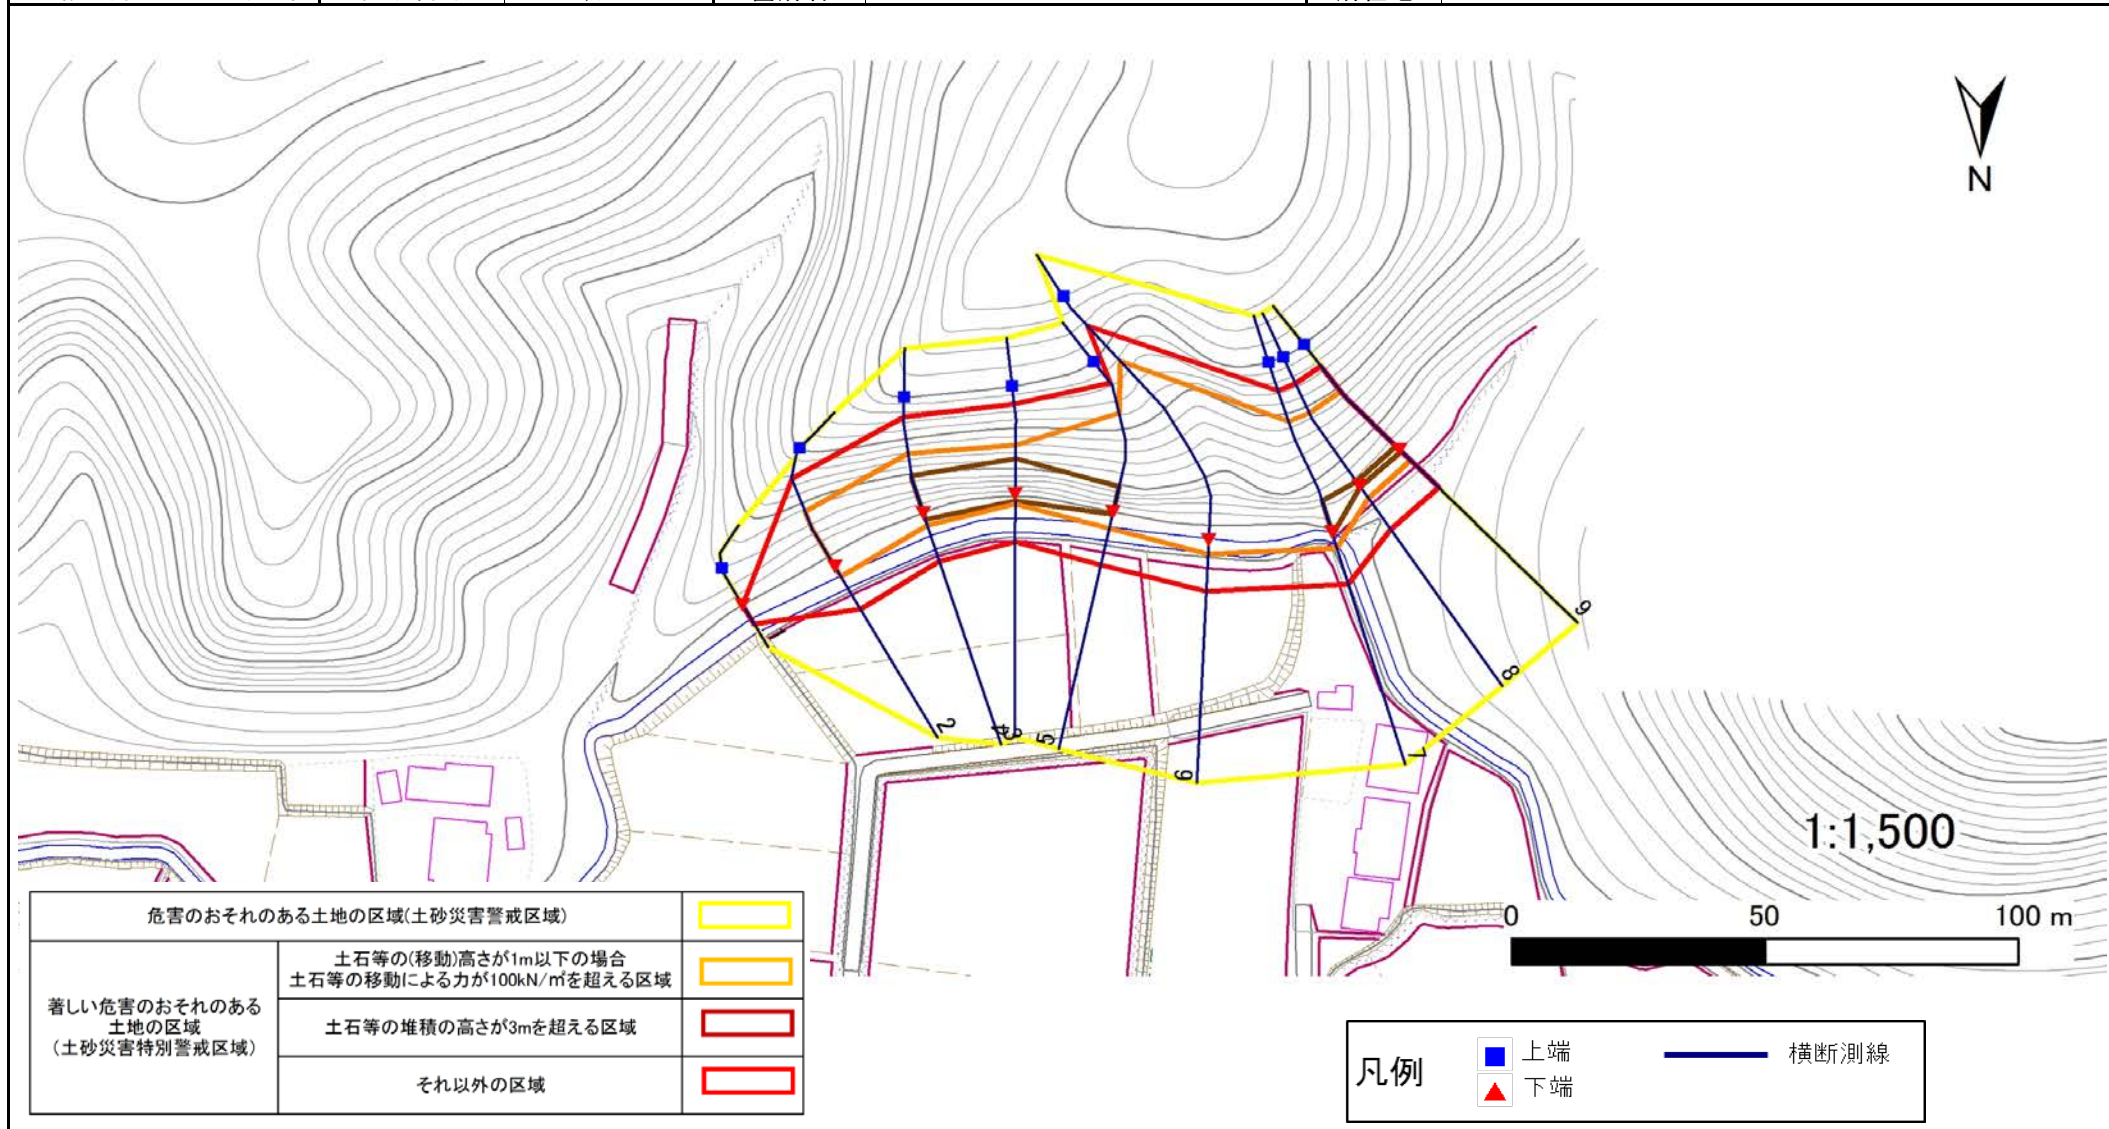 N
1
2
4
3
5
6
7
8
9
1:1,500
0 50 100 m
危害のおそれのある土地の区域(土砂災害警戒区域)
著しい危害のおそれのある
土地の区域
(土砂災害特別警戒区域)
土石等の(移動)高さが1m以下の場合
土石等の移動による力が100kN/㎡を超える区域
土石等の堆積の高さが3mを超える区域
それ以外の区域
凡例
上端
下端
横断測線